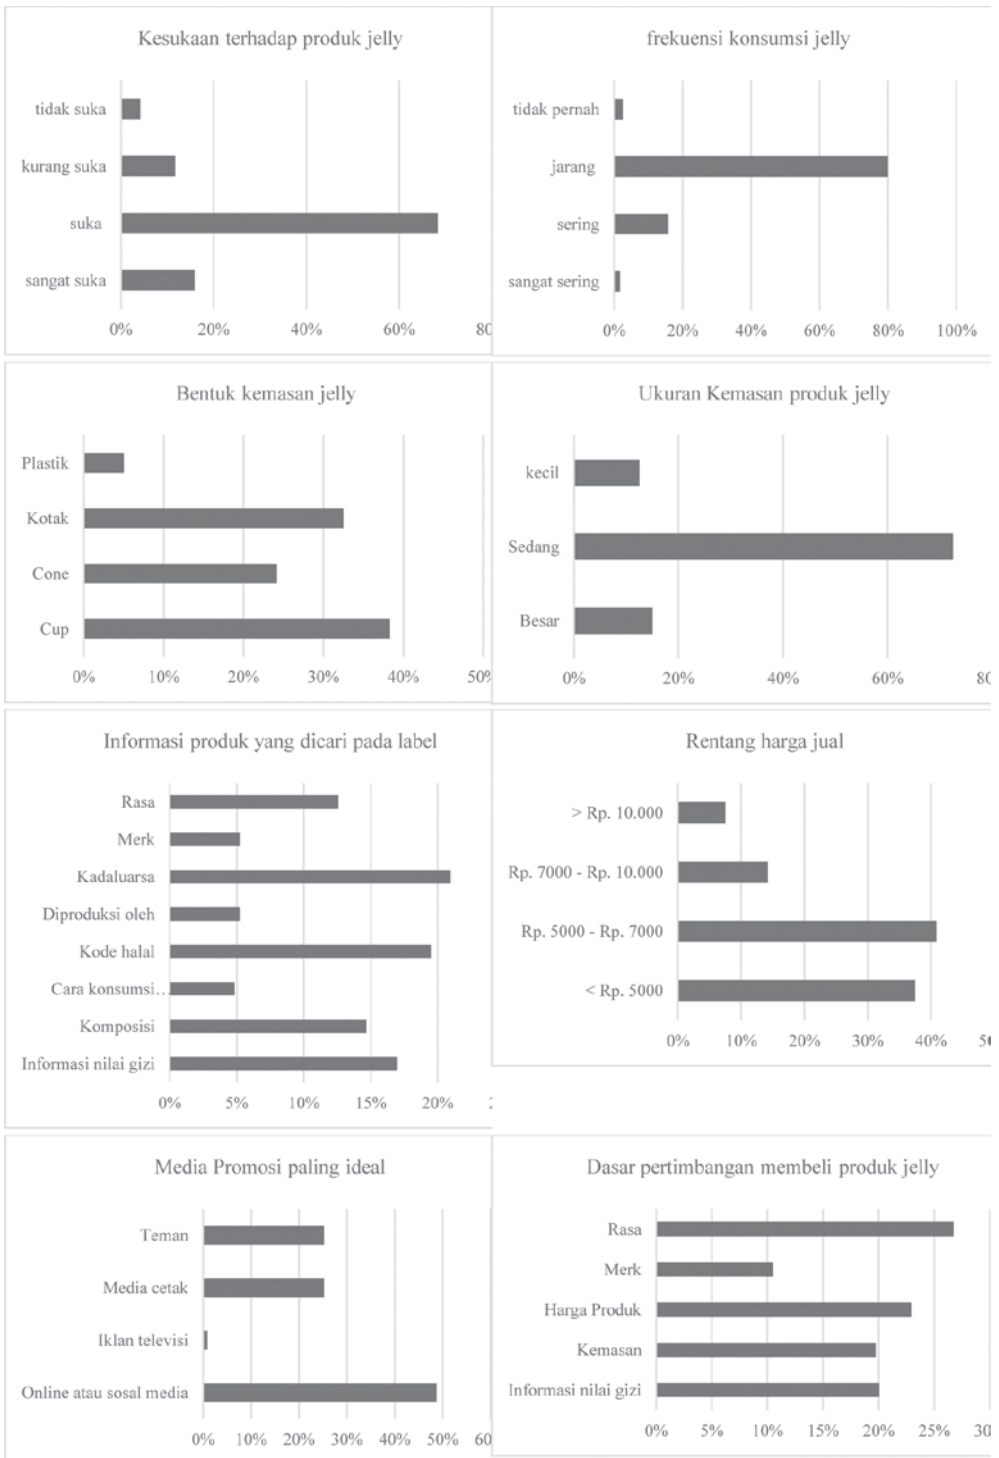 Kesukaan terhadap produk jelly
tidak suka
kurang suka
suka
sangat suka
0% 20% 40% 60% 80
frekuensi konsumsi jelly
tidak pernah
jarang
sering
sangat sering
0% 20% 40% 60% 80% 100%
Bentuk kemasan jelly
Plastik
Kotak
Cone
Cup
0% 10% 20% 30% 40% 50%
Ukuran Kemasan produk jelly
kecil
Sedang
Besar
0% 20% 40% 60% 80
Informasi produk yang dicari pada label
Rasa
Merk
Kadaluarsa
Diproduksi oleh
Kode halal
Cara konsumsi…
Komposisi
Informasi nilai gizi
0% 5% 10% 15% 20%
Rentang harga jual
> Rp. 10.000
Rp. 7000 - Rp. 10.000
Rp. 5000 - Rp. 7000
< Rp. 5000
0% 10% 20% 30% 40%
Media Promosi paling ideal
Teman
Media cetak
Iklan televisi
Online atau sosal media
0% 10% 20% 30% 40% 50% 60
Dasar pertimbangan membeli produk jelly
Rasa
Merk
Harga Produk
Kemasan
Informasi nilai gizi
0% 5% 10% 15% 20% 25% 30